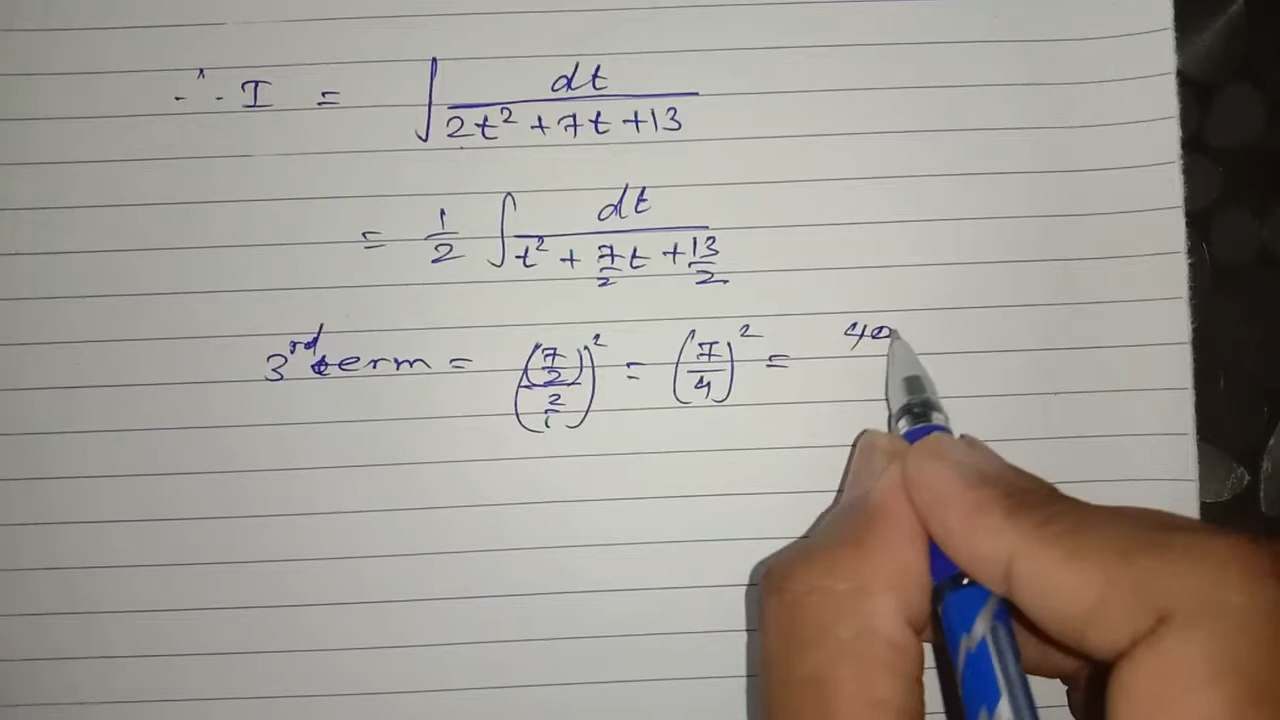 ∴ I = ∫ dt / (2t² + 7t + 13)
= 1/2 ∫ dt / (t² + 7/2 t + 13/2)
3rd term = ((7/2) / (2/1))² = (7/4)² = 4